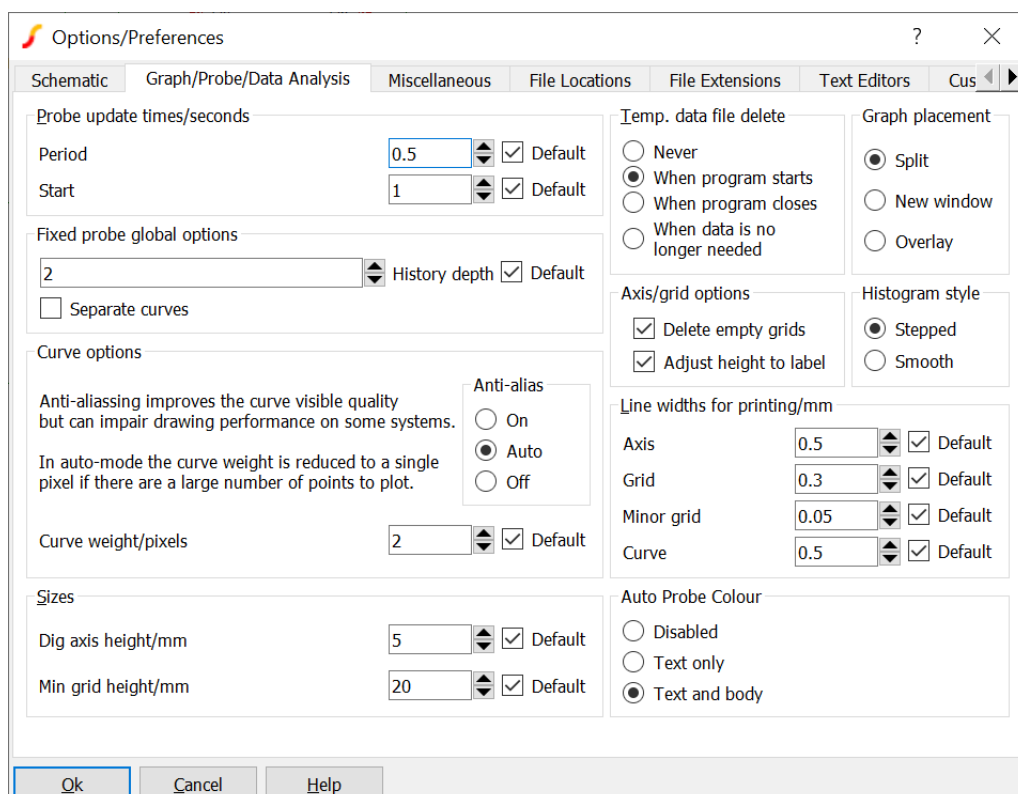 Options/Preferences
?
Schematic
Graph/Probe/Data Analysis
Miscellaneous
File Locations
File Extensions
Text Editors
Cus
Probe update times/seconds
Period
0.5
Default
Start
1
Default
Fixed probe global options
2
History depth
Default
Separate curves
Curve options
Anti-aliassing improves the curve visible quality
but can impair drawing performance on some systems.
In auto-mode the curve weight is reduced to a single
pixel if there are a large number of points to plot.
Anti-alias
On
Auto
Off
Curve weight/pixels
2
Default
Sizes
Dig axis height/mm
5
Default
Min grid height/mm
20
Default
Temp. data file delete
Never
When program starts
When program closes
When data is no
longer needed
Graph placement
Split
New window
Overlay
Axis/grid options
Delete empty grids
Adjust height to label
Histogram style
Stepped
Smooth
Line widths for printing/mm
Axis
0.5
Default
Grid
0.3
Default
Minor grid
0.05
Default
Curve
0.5
Default
Auto Probe Colour
Disabled
Text only
Text and body
Ok
Cancel
Help